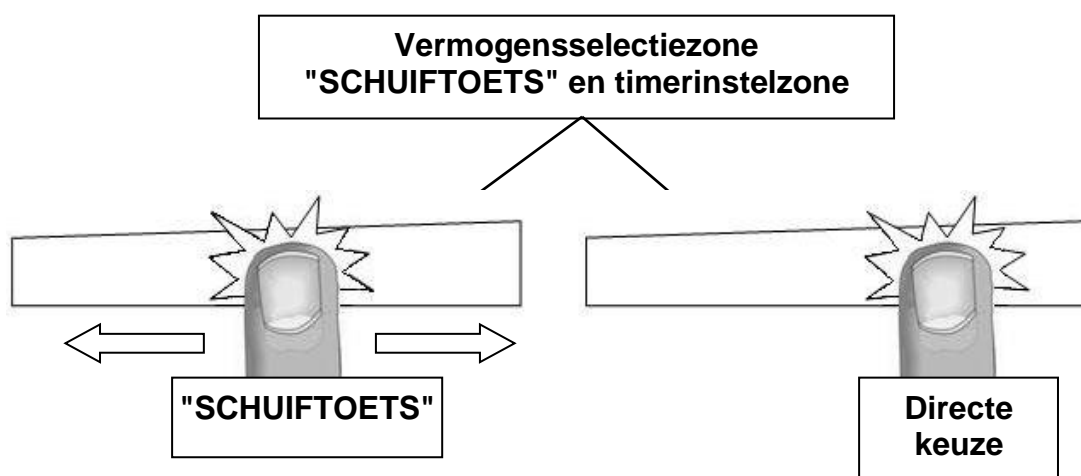 Vermogensselectiezone
"SCHUIFTOETS" en timerinstelzone
"SCHUIFTOETS"
Directe
keuze